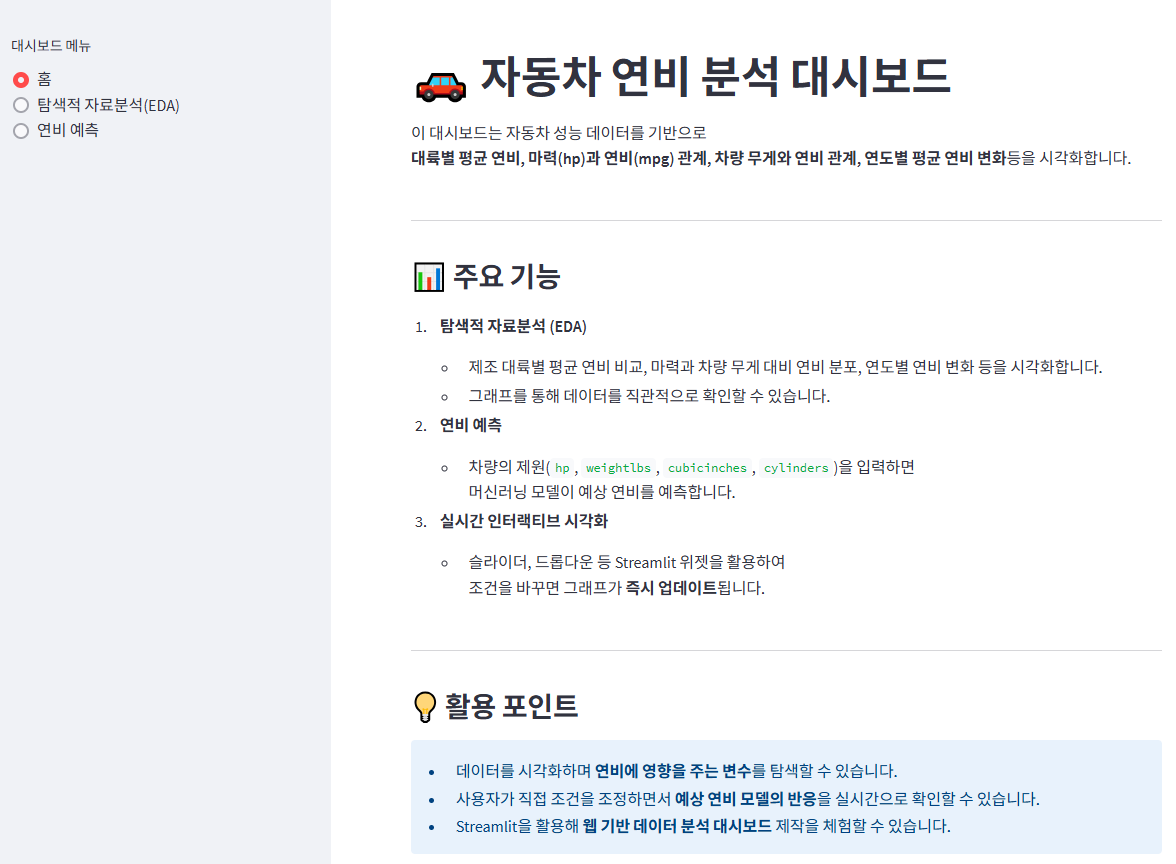 대시보드 메뉴
홈
탐색적 자료분석(EDA)
연비 예측
자동차 연비 분석 대시보드
이 대시보드는 자동차 성능 데이터를 기반으로
대륙별 평균 연비, 마력(hp)과 연비(mpg) 관계, 차량 무게와 연비 관계, 연도별 평균 연비 변화등을 시각화합니다.
주요 기능
1. 탐색적 자료분석 (EDA)
제조 대륙별 평균 연비 비교, 마력과 차량 무게 대비 연비 분포, 연도별 연비 변화 등을 시각화합니다.
그래프를 통해 데이터를 직관적으로 확인할 수 있습니다.
2. 연비 예측
차량의 제원( hp , weightlbs , cubicinches , cylinders )을 입력하면
머신러닝 모델이 예상 연비를 예측합니다.
3. 실시간 인터랙티브 시각화
슬라이더, 드롭다운 등 Streamlit 위젯을 활용하여
조건을 바꾸면 그래프가 즉시 업데이트됩니다.
활용 포인트
데이터를 시각화하며 연비에 영향을 주는 변수를 탐색할 수 있습니다.
사용자가 직접 조건을 조정하면서 예상 연비 모델의 반응을 실시간으로 확인할 수 있습니다.
Streamlit을 활용해 웹 기반 데이터 분석 대시보드 제작을 체험할 수 있습니다.